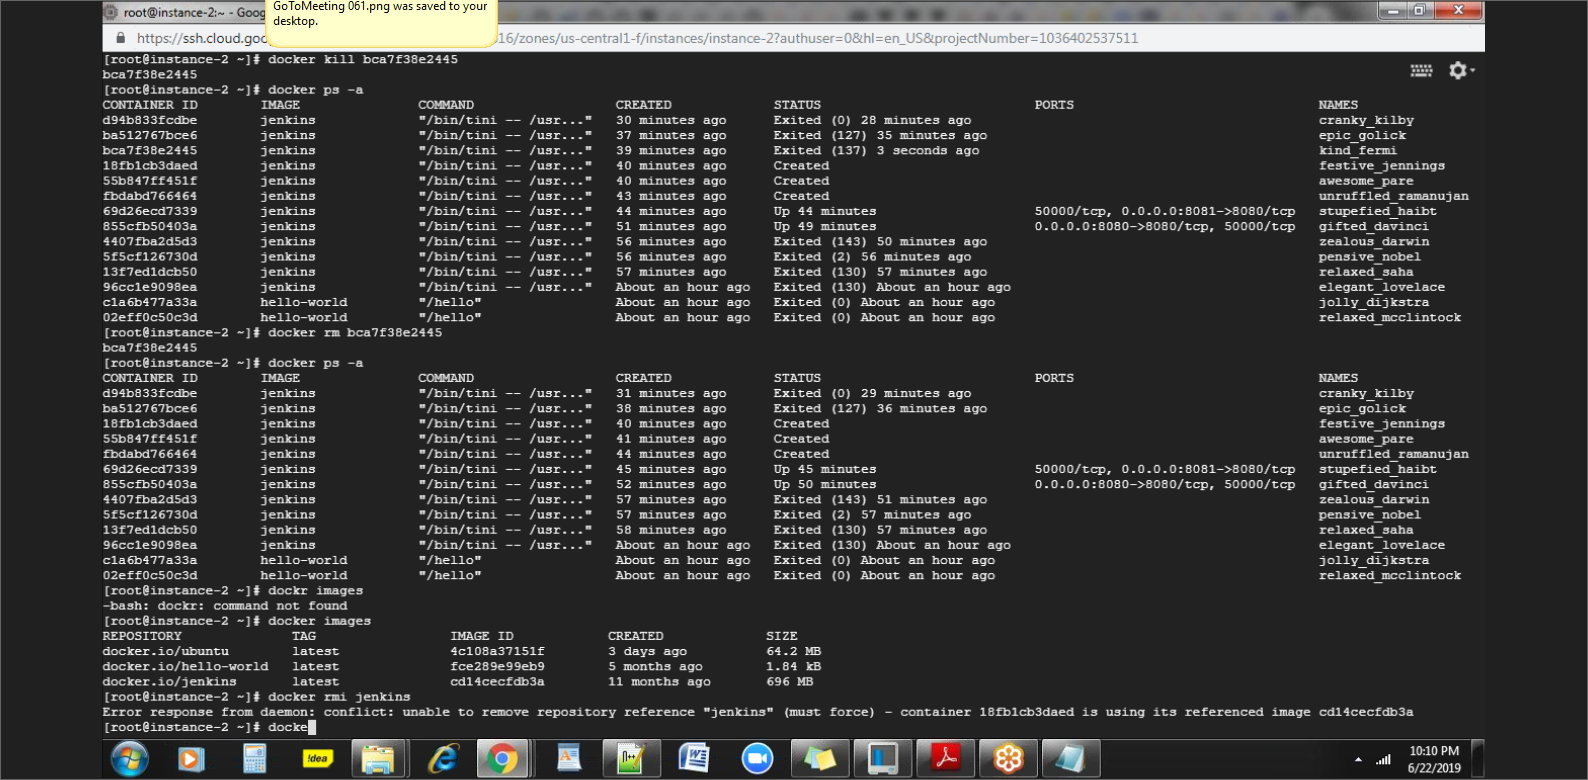 GoToMeeting 061.png was saved to your
desktop.
root@instance-2:~ - Goog
https://ssh.cloud.goo 16/zones/us-central1-f/instances/instance-2?authuser=0&hl=en_US&projectNumber=1036402537511
[root@instance-2 ~]# docker kill bca7f38e2445
bca7f38e2445
[root@instance-2 ~]# docker ps -a
CONTAINER ID IMAGE COMMAND CREATED STATUS PORTS NAMES
d94b833fcdbe jenkins "/bin/tini -- /usr..." 30 minutes ago Exited (0) 28 minutes ago cranky_kilby
ba512767bce6 jenkins "/bin/tini -- /usr..." 37 minutes ago Exited (127) 35 minutes ago epic_golick
bca7f38e2445 jenkins "/bin/tini -- /usr..." 39 minutes ago Exited (137) 3 seconds ago kind_fermi
18fb1cb3daed jenkins "/bin/tini -- /usr..." 40 minutes ago Created festive_jennings
55b847ff451f jenkins "/bin/tini -- /usr..." 40 minutes ago Created awesome_pare
fbdabd766464 jenkins "/bin/tini -- /usr..." 43 minutes ago Created unruffled_ramanujan
69d26ecd7339 jenkins "/bin/tini -- /usr..." 44 minutes ago Up 44 minutes 50000/tcp, 0.0.0.0:8081->8080/tcp stupefied_haibt
855cfb50403a jenkins "/bin/tini -- /usr..." 51 minutes ago Up 49 minutes 0.0.0.0:8080->8080/tcp, 50000/tcp gifted_davinci
4407fba2d5d3 jenkins "/bin/tini -- /usr..." 56 minutes ago Exited (143) 50 minutes ago zealous_darwin
5f5cf126730d jenkins "/bin/tini -- /usr..." 56 minutes ago Exited (2) 56 minutes ago pensive_nobel
13f7ed1dcb50 jenkins "/bin/tini -- /usr..." 57 minutes ago Exited (130) 57 minutes ago relaxed_saha
96cc1e9098ea jenkins "/bin/tini -- /usr..." About an hour ago Exited (130) About an hour ago elegant_lovelace
c1a6b477a33a hello-world "/hello" About an hour ago Exited (0) About an hour ago jolly_dijkstra
02eff0c50c3d hello-world "/hello" About an hour ago Exited (0) About an hour ago relaxed_mcclintock
[root@instance-2 ~]# docker rm bca7f38e2445
bca7f38e2445
[root@instance-2 ~]# docker ps -a
CONTAINER ID IMAGE COMMAND CREATED STATUS PORTS NAMES
d94b833fcdbe jenkins "/bin/tini -- /usr..." 31 minutes ago Exited (0) 29 minutes ago cranky_kilby
ba512767bce6 jenkins "/bin/tini -- /usr..." 38 minutes ago Exited (127) 36 minutes ago epic_golick
18fb1cb3daed jenkins "/bin/tini -- /usr..." 40 minutes ago Created festive_jennings
55b847ff451f jenkins "/bin/tini -- /usr..." 41 minutes ago Created awesome_pare
fbdabd766464 jenkins "/bin/tini -- /usr..." 44 minutes ago Created unruffled_ramanujan
69d26ecd7339 jenkins "/bin/tini -- /usr..." 45 minutes ago Up 45 minutes 50000/tcp, 0.0.0.0:8081->8080/tcp stupefied_haibt
855cfb50403a jenkins "/bin/tini -- /usr..." 52 minutes ago Up 50 minutes 0.0.0.0:8080->8080/tcp, 50000/tcp gifted_davinci
4407fba2d5d3 jenkins "/bin/tini -- /usr..." 57 minutes ago Exited (143) 51 minutes ago zealous_darwin
5f5cf126730d jenkins "/bin/tini -- /usr..." 57 minutes ago Exited (2) 57 minutes ago pensive_nobel
13f7ed1dcb50 jenkins "/bin/tini -- /usr..." 58 minutes ago Exited (130) 57 minutes ago relaxed_saha
96cc1e9098ea jenkins "/bin/tini -- /usr..." About an hour ago Exited (130) About an hour ago elegant_lovelace
c1a6b477a33a hello-world "/hello" About an hour ago Exited (0) About an hour ago jolly_dijkstra
02eff0c50c3d hello-world "/hello" About an hour ago Exited (0) About an hour ago relaxed_mcclintock
[root@instance-2 ~]# dockr images
-bash: dockr: command not found
[root@instance-2 ~]# docker images
REPOSITORY TAG IMAGE ID CREATED SIZE
docker.io/ubuntu latest 4c108a37151f 3 days ago 64.2 MB
docker.io/hello-world latest fce289e99eb9 5 months ago 1.84 kB
docker.io/jenkins latest cd14cecfdb3a 11 months ago 696 MB
[root@instance-2 ~]# docker rmi jenkins
Error response from daemon: conflict: unable to remove repository reference "jenkins" (must force) - container 18fb1cb3daed is using its referenced image cd14cecfdb3a
[root@instance-2 ~]# docke
!dea
10:10 PM
6/22/2019